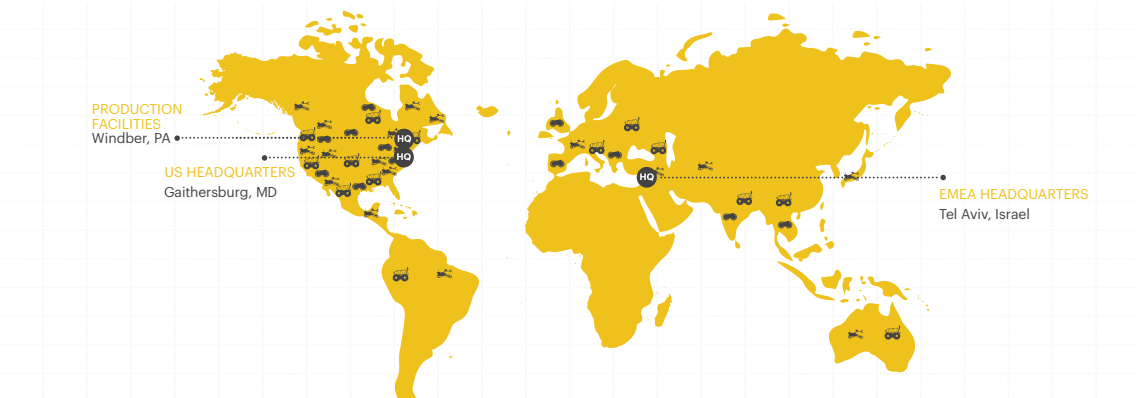 PRODUCTION
FACILITIES
Windber, PA
HQ
HQ
US HEADQUARTERS
Gaithersburg, MD
HQ
EMEA HEADQUARTERS
Tel Aviv, Israel